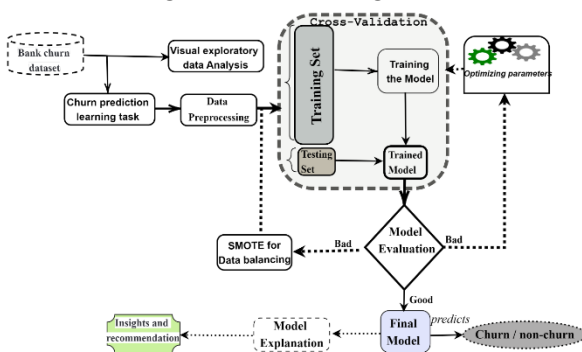 Cross-Validation
Bank churn
dataset
Visual exploratory
data Analysis
Churn prediction
learning task
Data
Preprocessing
Training Set
Training
the Model
Optimizing parameters
Testing
Set
Trained
Model
Model
Evaluation
Bad
Bad
SMOTE for
Data balancing
Good
Insights and
recommendation
Model
Explanation
Final
Model
predicts
Churn / non-churn